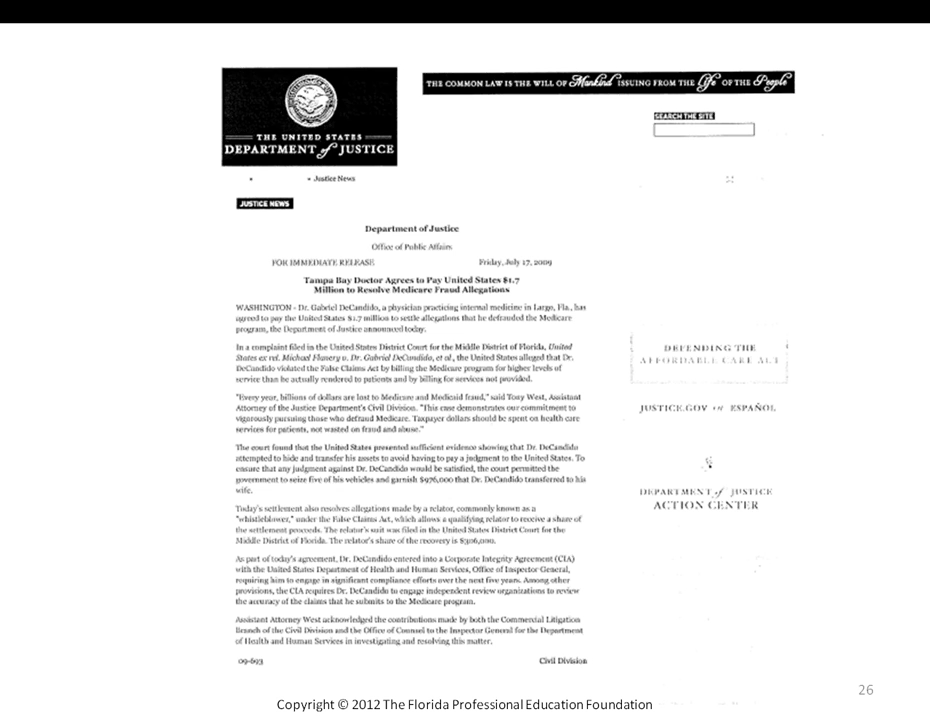 THE UNITED STATES
DEPARTMENT of JUSTICE
THE COMMON LAW IS THE WILL OF Mankind ISSUING FROM THE Life OF THE People
SEARCH THE SITE
» Justice News
JUSTICE NEWS
Department of Justice
Office of Public Affairs
FOR IMMEDIATE RELEASE
Friday, July 17, 2009
Tampa Bay Doctor Agrees to Pay United States $1.7
Million to Resolve Medicare Fraud Allegations
WASHINGTON - Dr. Gabriel DeCandido, a physician practicing internal medicine in Largo, Fla., has
agreed to pay the United States $1.7 million to settle allegations that he defrauded the Medicare
program, the Department of Justice announced today.
In a complaint filed in the United States District Court for the Middle District of Florida, United
States ex rel. Michael Flavery v. Dr. Gabriel DeCandido, et al., the United States alleged that Dr.
DeCandido violated the False Claims Act by billing the Medicare program for higher levels of
service than he actually rendered to patients and by billing for services not provided.
"Every year, billions of dollars are lost to Medicare and Medicaid fraud," said Tony West, Assistant
Attorney of the Justice Department's Civil Division. "This case demonstrates our commitment to
vigorously pursuing those who defraud Medicare. Taxpayer dollars should be spent on health care
services for patients, not wasted on fraud and abuse."
The court found that the United States presented sufficient evidence showing that Dr. DeCandido
attempted to hide and transfer his assets to avoid having to pay a judgment to the United States. To
ensure that any judgment against Dr. DeCandido would be satisfied, the court permitted the
government to seize five of his vehicles and garnish $976,000 that Dr. DeCandido transferred to his
wife.
Today's settlement also resolves allegations made by a relator, commonly known as a
"whistleblower," under the False Claims Act, which allows a qualifying relator to receive a share of
the settlement proceeds. The relator's suit was filed in the United States District Court for the
Middle District of Florida. The relator's share of the recovery is $306,000.
As part of today's agreement, Dr. DeCandido entered into a Corporate Integrity Agreement (CIA)
with the United States Department of Health and Human Services, Office of Inspector General,
requiring him to engage in significant compliance efforts over the next five years. Among other
provisions, the CIA requires Dr. DeCandido to engage independent review organizations to review
the accuracy of the claims that he submits to the Medicare program.
Assistant Attorney West acknowledged the contributions made by both the Commercial Litigation
Branch of the Civil Division and the Office of Counsel to the Inspector General for the Department
of Health and Human Services in investigating and resolving this matter.
09-693
Civil Division
DEFENDING THE
AFFORDABLE CARE ACT
JUSTICE.GOV en ESPAÑOL
DEPARTMENT of JUSTICE
ACTION CENTER
26
Copyright © 2012 The Florida Professional Education Foundation